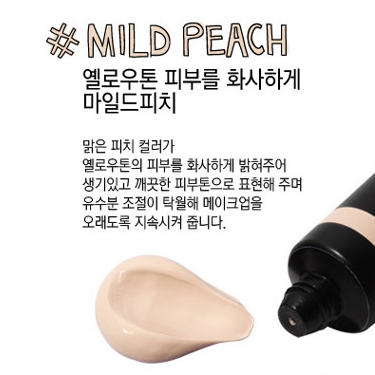 # MILD PEACH
옐로우톤 피부를 화사하게
마일드피치
맑은 피치 컬러가
옐로우톤의 피부를 화사하게 밝혀주어
생기있고 깨끗한 피부톤으로 표현해 주며
유수분 조절이 탁월해 메이크업을
오래도록 지속시켜 줍니다.